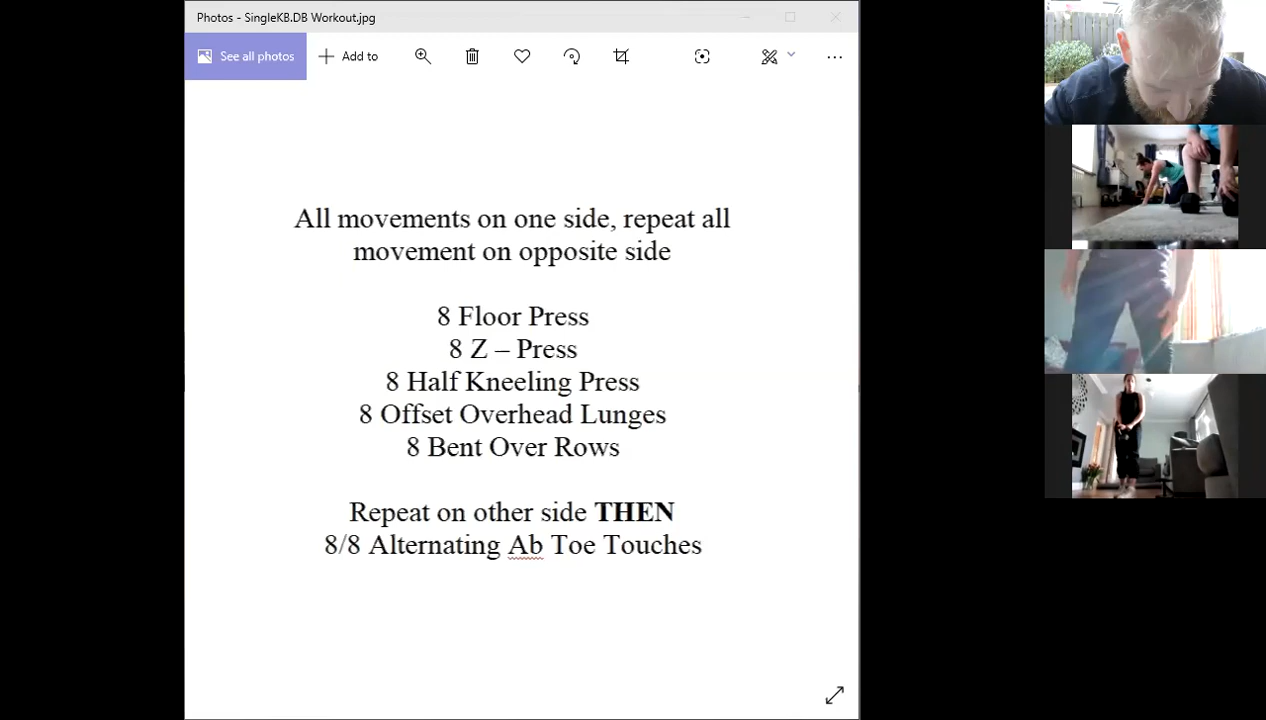 Photos - SingleKB.DB Workout.jpg
See all photos
Add to
All movements on one side, repeat all
movement on opposite side
8 Floor Press
8 Z – Press
8 Half Kneeling Press
8 Offset Overhead Lunges
8 Bent Over Rows
Repeat on other side THEN
8/8 Alternating Ab Toe Touches